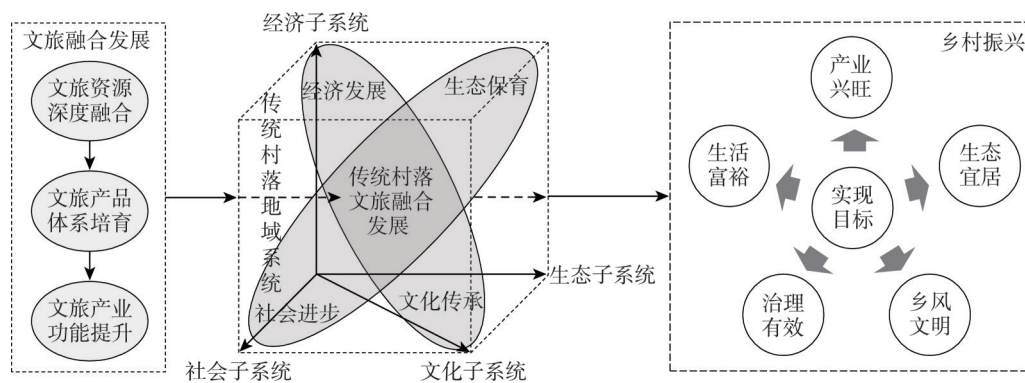 文旅融合发展
文旅资源
深度融合
文旅产品
体系培育
文旅产业
功能提升
经济子系统
经济发展
生态保育
传统村落地域系统
传统村落
文旅融合
发展
生态子系统
社会进步
文化传承
社会子系统
文化子系统
乡村振兴
产业
兴旺
生活
富裕
生态
宜居
实现
目标
治理
有效
乡风
文明